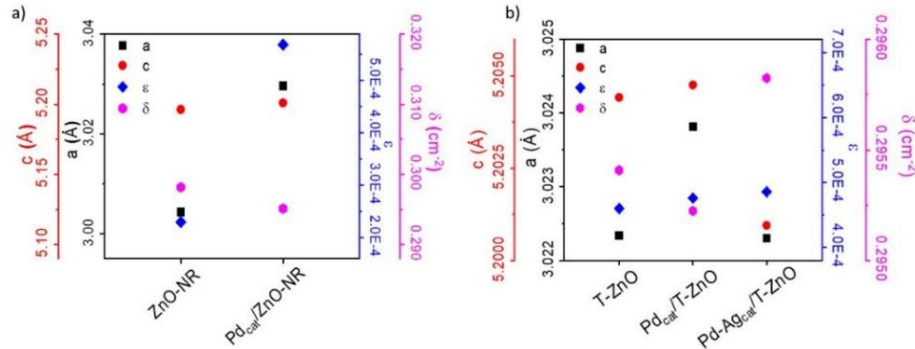 a)
5.25
5.20
5.15
5.10
c (Å)
3.04
3.02
3.00
a (Å)
a
c
ε
δ
5.0E-4
4.0E-4
3.0E-4
2.0E-4
ε
0.320
0.310
0.300
0.290
δ (cm⁻²)
ZnO-NR
Pdcat/ZnO-NR
b)
5.2050
5.2025
5.2000
c (Å)
3.025
3.024
3.023
3.022
a (Å)
a
c
ε
δ
7.0E-4
6.0E-4
5.0E-4
4.0E-4
ε
0.2960
0.2955
0.2950
δ (cm⁻²)
T-ZnO
Pdcat/T-ZnO
Pd-Agcat/T-ZnO